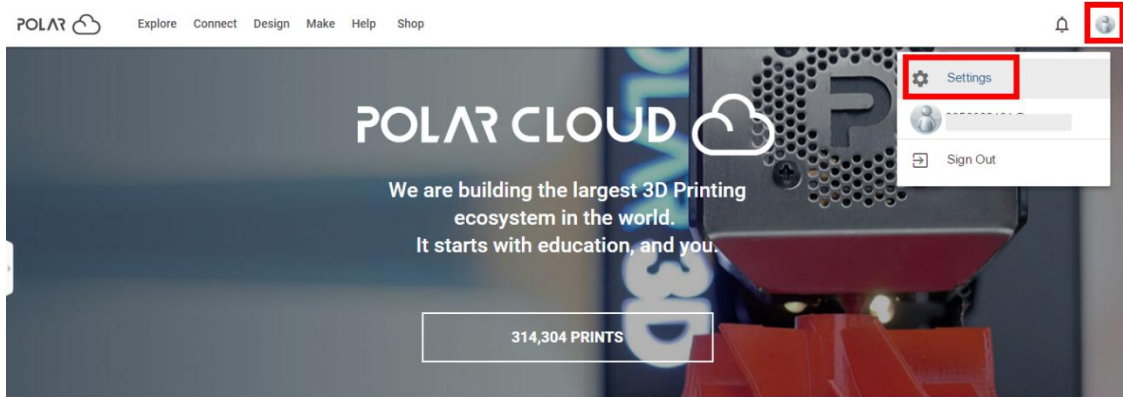 POLAR
Explore Connect Design Make Help Shop
Settings
Sign Out
POLAR CLOUD
We are building the largest 3D Printing
ecosystem in the world.
It starts with education, and you.
314,304 PRINTS
3D